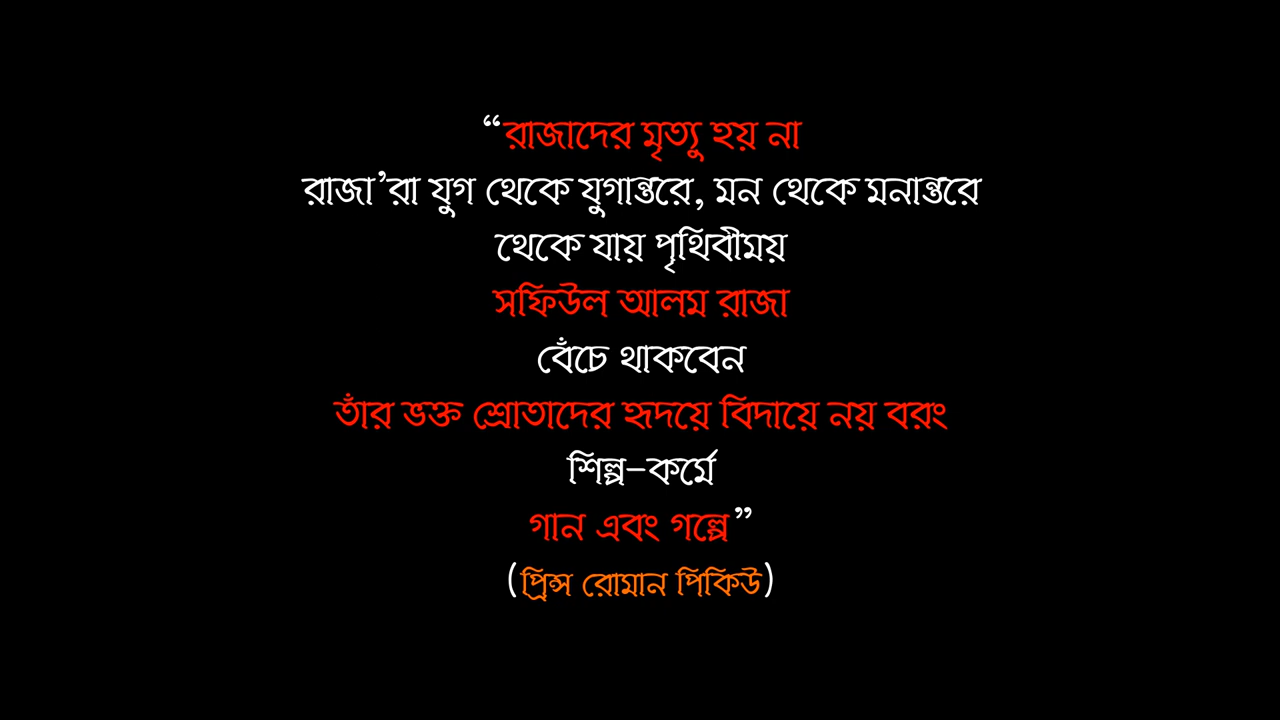 “রাজাদের মৃত্যু হয় না
রাজা’রা যুগ থেকে যুগান্তরে, মন থেকে মনান্তরে
থেকে যায় পৃথিবীময়
সফিউল আলম রাজা
বেঁচে থাকবেন
তাঁর ভক্ত শ্রোতাদের হৃদয়ে বিদায়ে নয় বরং
শিল্প-কর্মে
গান এবং গল্পে”
(প্রিন্স রোমান পিকিউ)